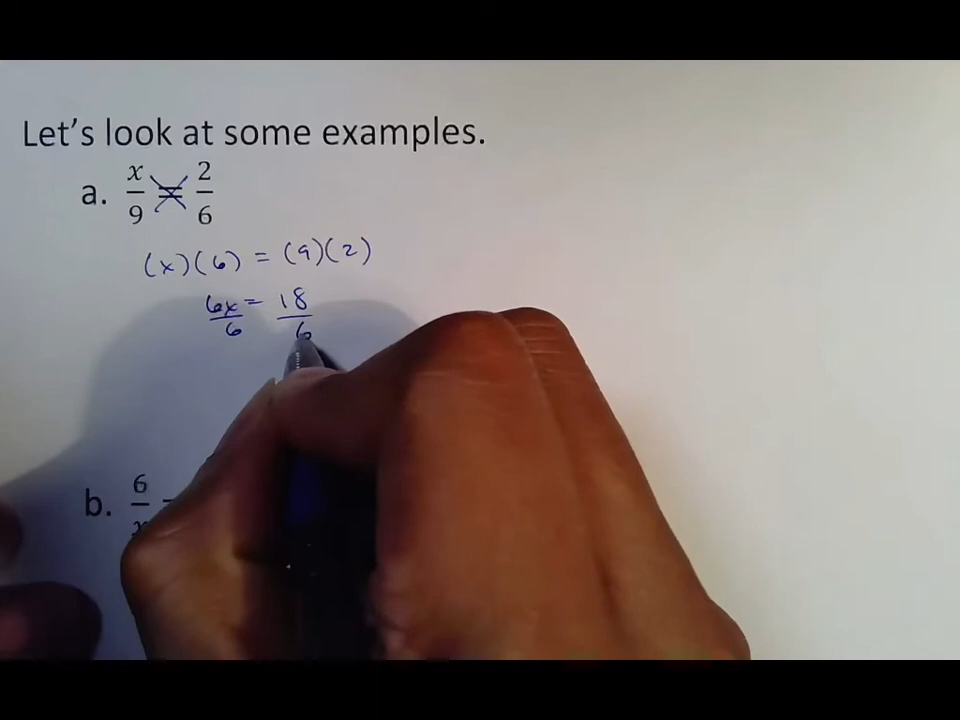 Let's look at some examples.
a. x/9 = 2/6
(x)(6) = (9)(2)
6x/6 = 18/6
b. 6/x